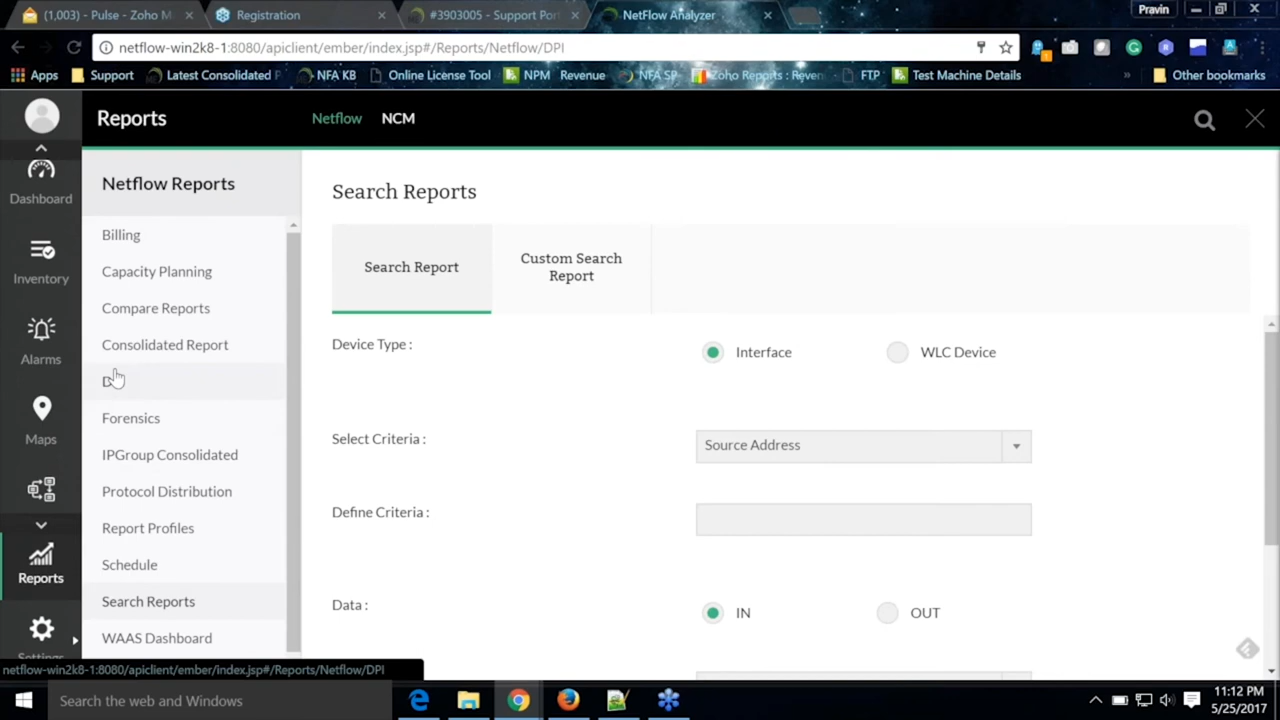 (1,003) - Pulse - Zoho M
Registration
#3903005 - Support Port
NetFlow Analyzer
Pravin
netflow-win2k8-1:8080/apiclient/ember/index.jsp#/Reports/Netflow/DPI
Apps
Support
Latest Consolidated P
NFA KB
Online License Tool
NPM
Revenue
NFA SP
Zoho Reports : Reven
FTP
Test Machine Details
»
Other bookmarks
Reports
Netflow
NCM
Dashboard
Inventory
Alarms
Maps
Reports
Settings
Netflow Reports
Billing
Capacity Planning
Compare Reports
Consolidated Report
Forensics
IPGroup Consolidated
Protocol Distribution
Report Profiles
Schedule
Search Reports
WAAS Dashboard
Search Reports
Search Report
Custom Search
Report
Device Type :
Interface
WLC Device
Select Criteria :
Source Address
Define Criteria :
Data :
IN
OUT
netflow-win2k8-1:8080/apiclient/ember/index.jsp#/Reports/Netflow/DPI
Search the web and Windows
11:12 PM
5/25/2017